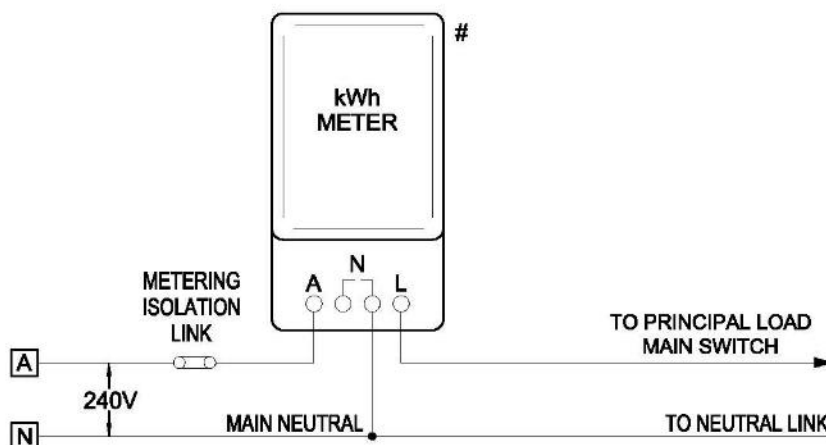 #
kWh
METER
N
A
L
METERING
ISOLATION
LINK
TO PRINCIPAL LOAD
MAIN SWITCH
A
240V
MAIN NEUTRAL
TO NEUTRAL LINK
N